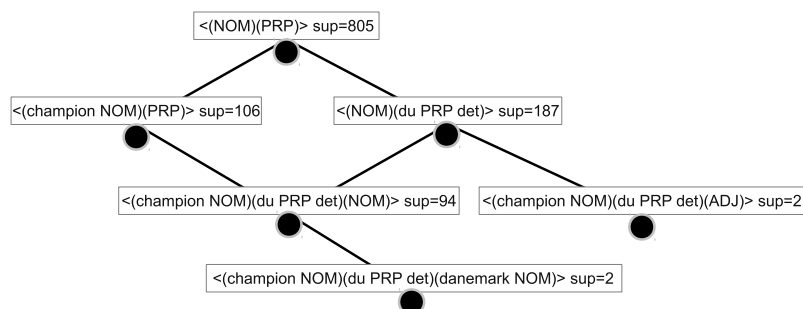 <(NOM)(PRP)> sup=805
<(champion NOM)(PRP)> sup=106
<(NOM)(du PRP det)> sup=187
<(champion NOM)(du PRP det)(NOM)> sup=94
<(champion NOM)(du PRP det)(ADJ)> sup=2
<(champion NOM)(du PRP det)(danemark NOM)> sup=2